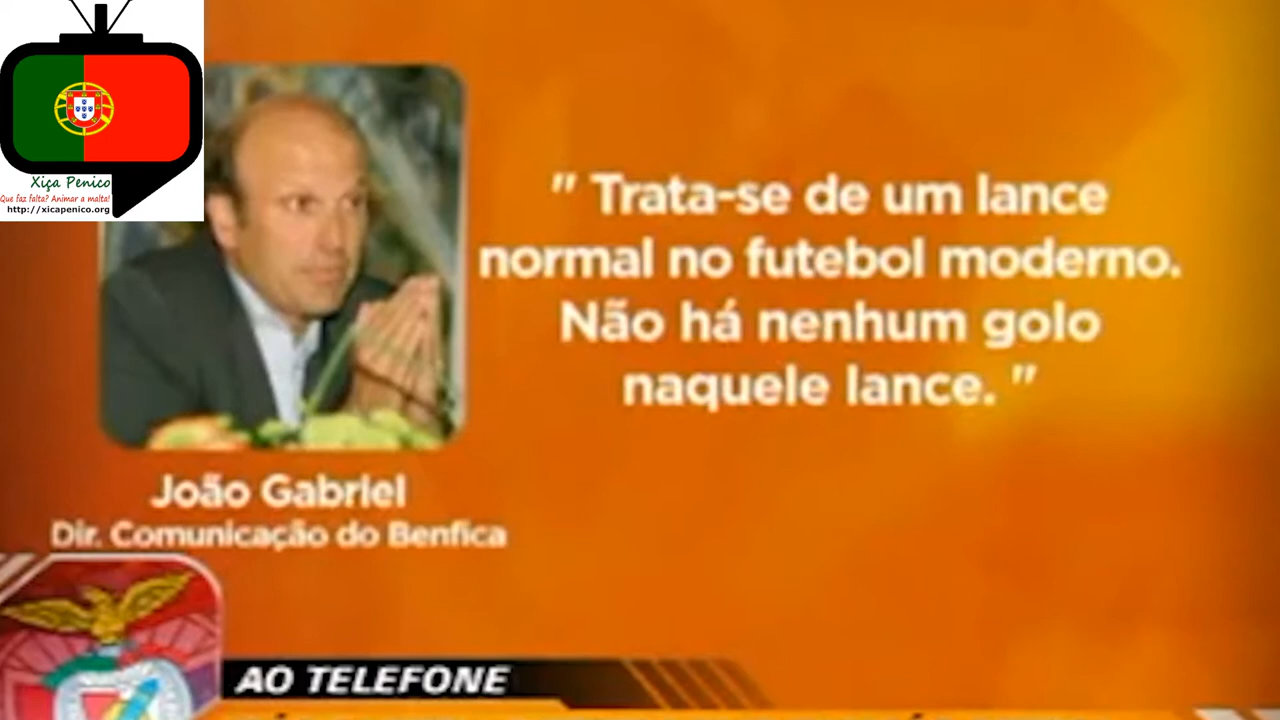 Xiça Penico
Que faz falta? Animar a malta!
http://xicapenico.org
" Trata-se de um lance
normal no futebol moderno.
Não há nenhum golo
naquele lance. "
João Gabriel
Dir. Comunicação do Benfica
AO TELEFONE